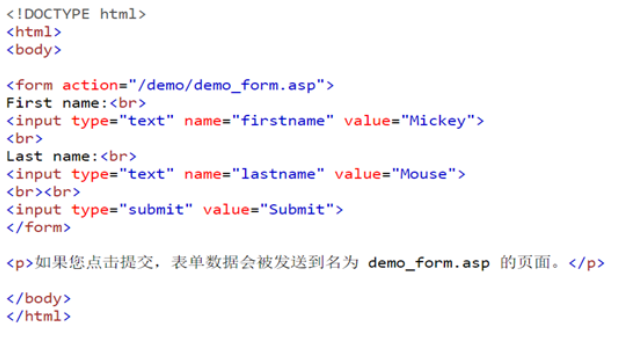 <!DOCTYPE html>
<html>
<body>
<form action="/demo/demo_form.asp">
First name:<br>
<input type="text" name="firstname" value="Mickey">
<br>
Last name:<br>
<input type="text" name="lastname" value="Mouse">
<br><br>
<input type="submit" value="Submit">
</form>
<p>如果您点击提交，表单数据会被发送到名为 demo_form.asp 的页面。</p>
</body>
</html>